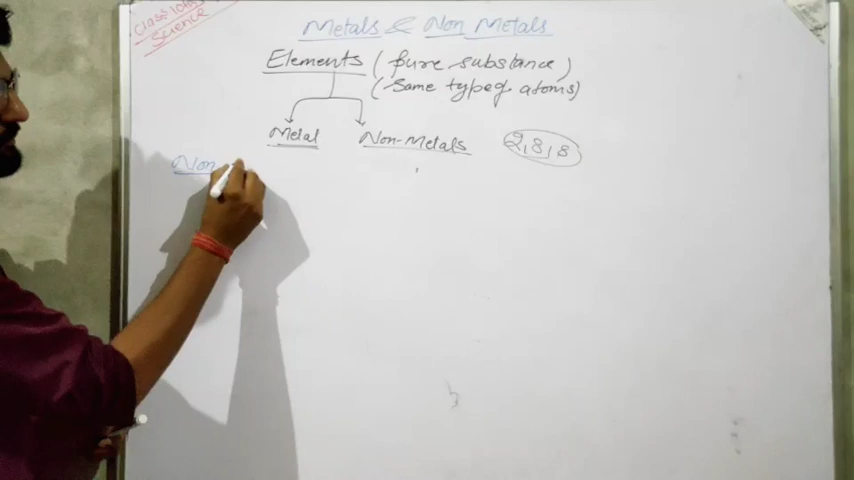 Class 10th
Science
Metals & Non Metals
Elements (pure substance)
(same type of atoms)
Metal Non-Metals 2,8,8
Non